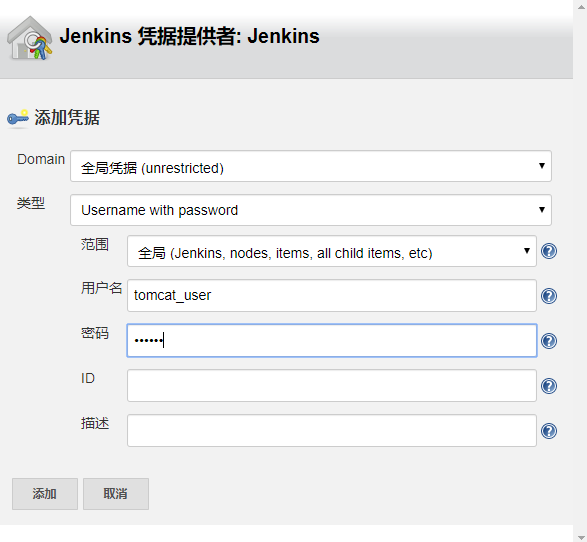 Jenkins 凭据提供者: Jenkins
添加凭据
Domain 全局凭据 (unrestricted)
类型 Username with password
范围 全局 (Jenkins, nodes, items, all child items, etc)
用户名 tomcat_user
密码 ••••••
ID
描述
添加 取消